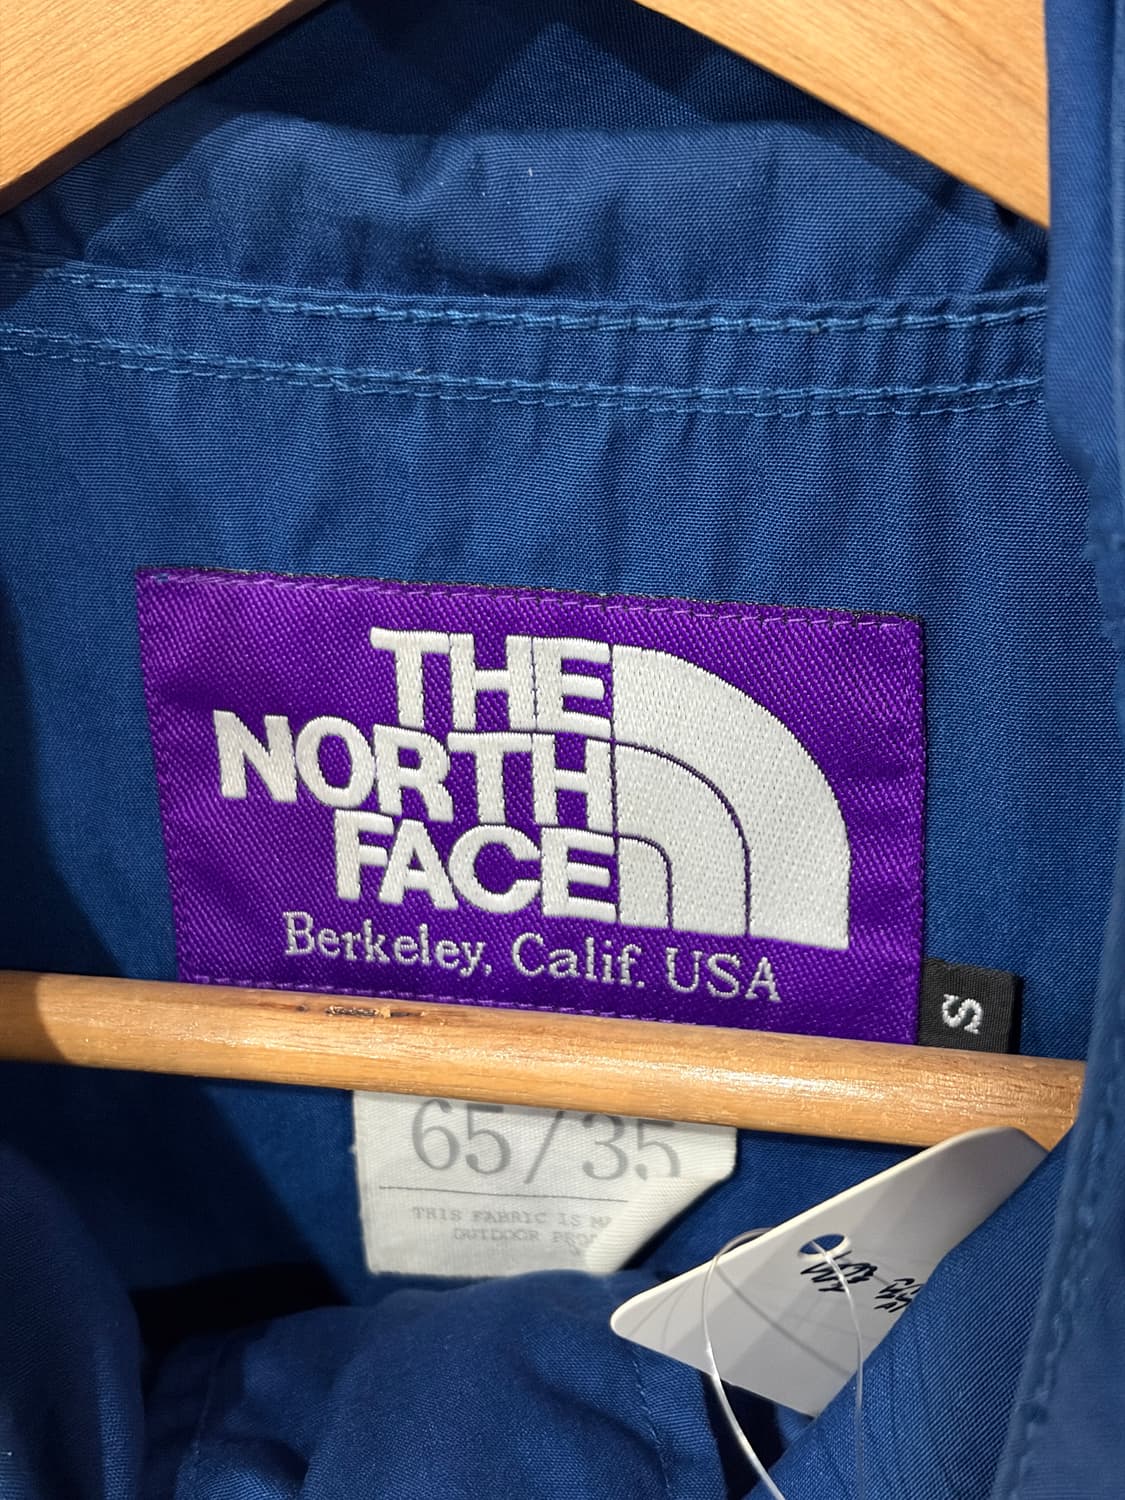 THE
NORTH
FACE
Berkeley, Calif. USA
S
65/35
THIS FABRIC IS
OUTDOOR